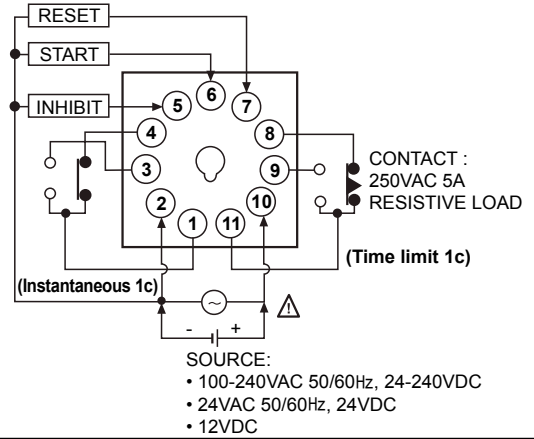 RESET
START
INHIBIT
6
5
7
4
8
3
9
2
10
1
11
CONTACT :
250VAC 5A
RESISTIVE LOAD
(Time limit 1c)
(Instantaneous 1c)
~
!
- +
SOURCE:
• 100-240VAC 50/60Hz, 24-240VDC
• 24VAC 50/60Hz, 24VDC
• 12VDC